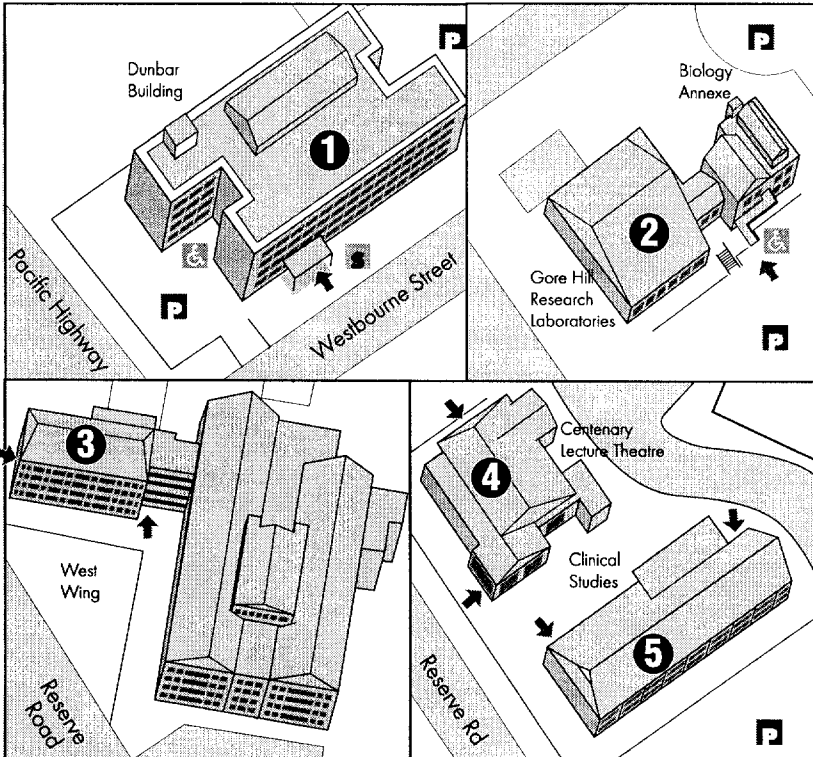 P
Dunbar
Building
1
S
P
Pacific Highway
Westbourne Street
P
Biology
Annexe
2
Gore Hill
Research
Laboratories
P
3
West
Wing
Reserve
Road
4
Centenary
Lecture Theatre
Clinical
Studies
5
Reserve Rd
P